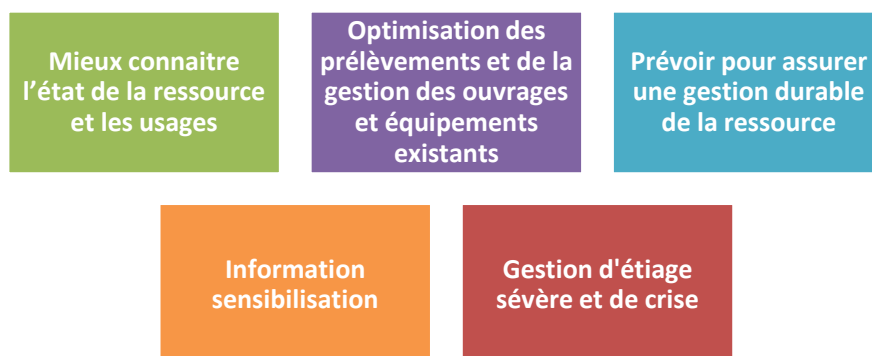 Mieux connaitre
l'état de la ressource
et les usages
Optimisation des
prélèvements et de la
gestion des ouvrages
et équipements
existants
Prévoir pour assurer
une gestion durable
de la ressource
Information
sensibilisation
Gestion d'étiage
sévère et de crise